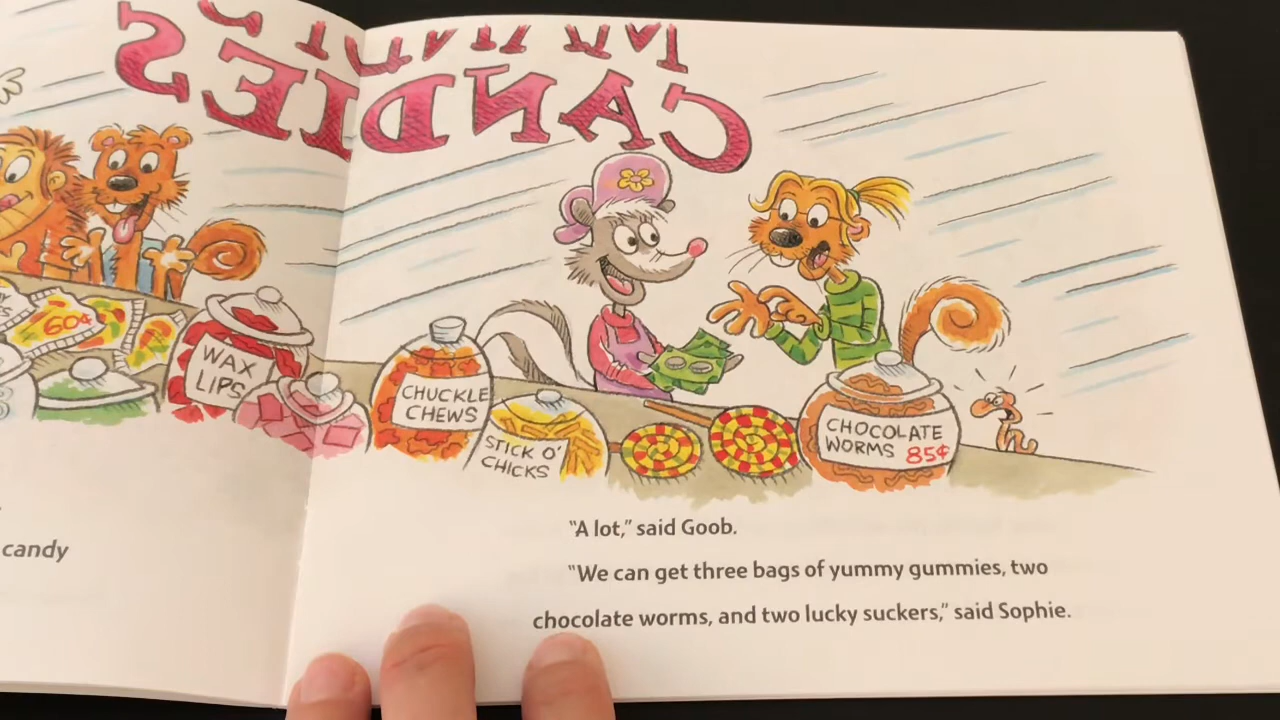 CANDIES
60¢
WAX
LIPS
CHUCKLE
CHEWS
STICK O'
CHICKS
CHOCOLATE
WORMS 85¢
candy
"A lot," said Goob.
"We can get three bags of yummy gummies, two
chocolate worms, and two lucky suckers," said Sophie.